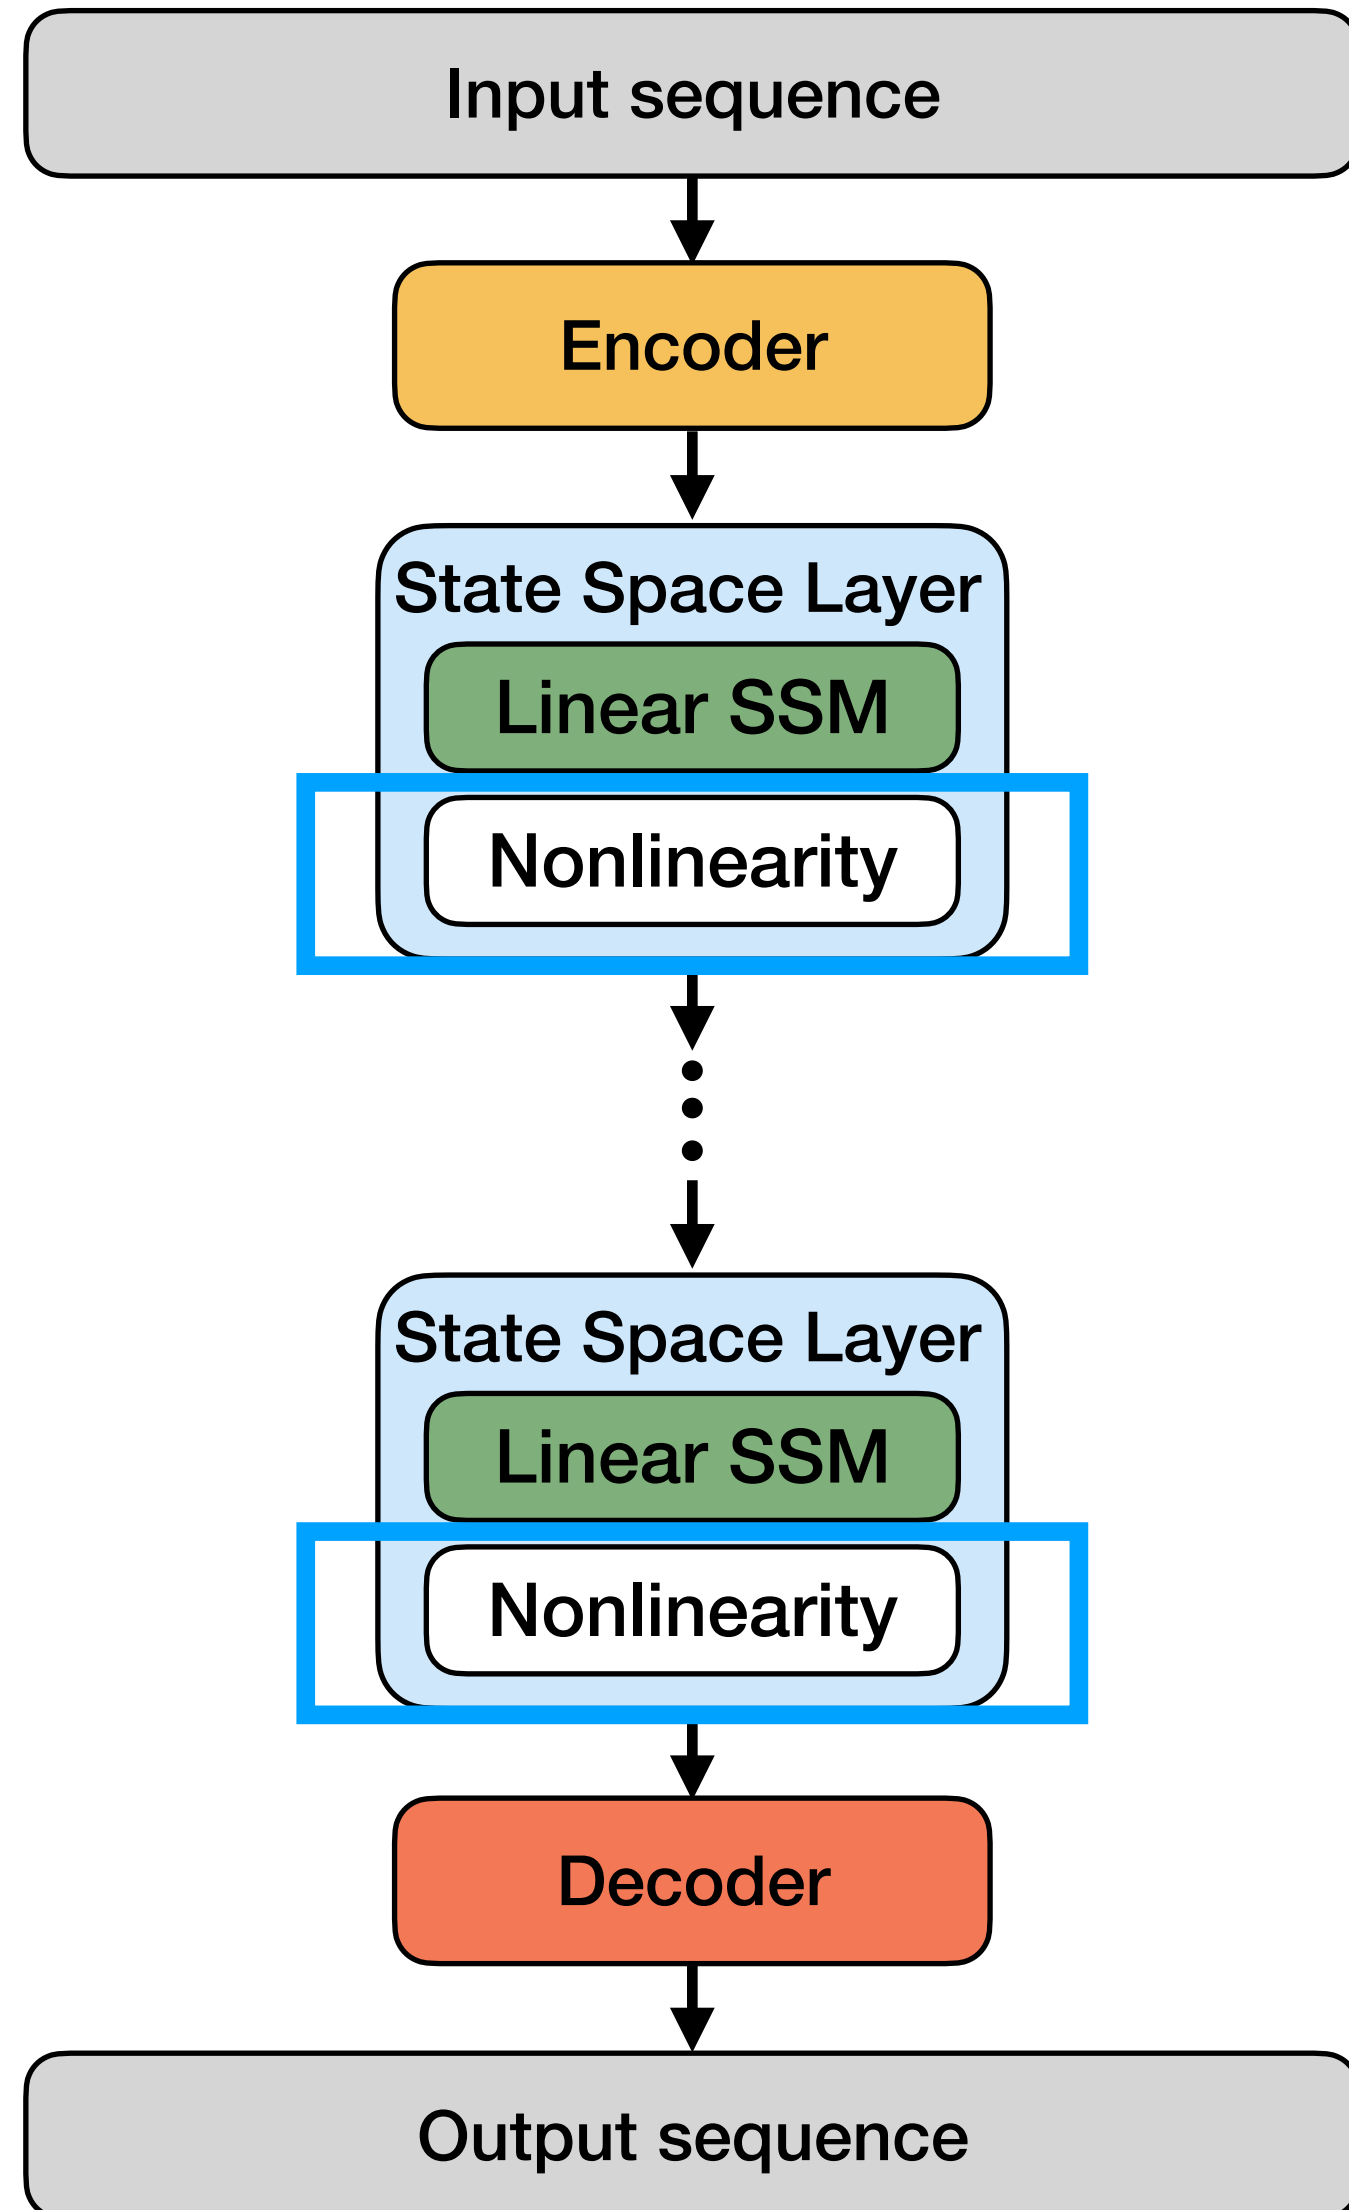 Input sequence
Encoder
State Space Layer
Linear SSM
Nonlinearity
State Space Layer
Linear SSM
Nonlinearity
Decoder
Output sequence